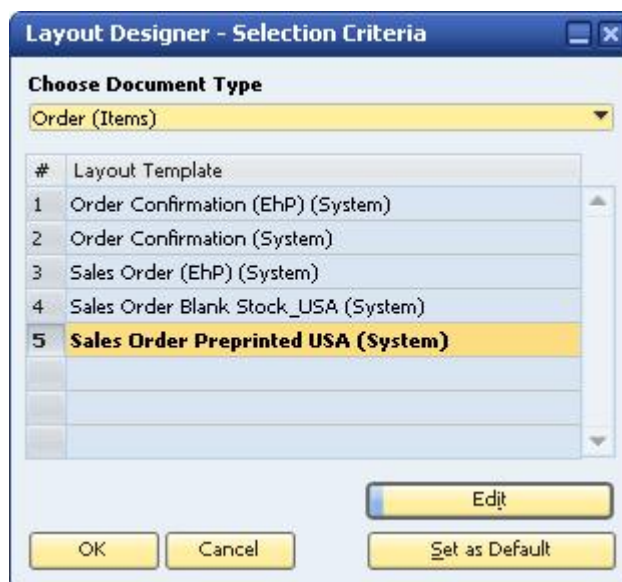 Layout Designer - Selection Criteria
Choose Document Type
Order (Items)
# Layout Template
1 Order Confirmation (EhP) (System)
2 Order Confirmation (System)
3 Sales Order (EhP) (System)
4 Sales Order Blank Stock_USA (System)
5 Sales Order Preprinted USA (System)
Edit
OK Cancel Set as Default